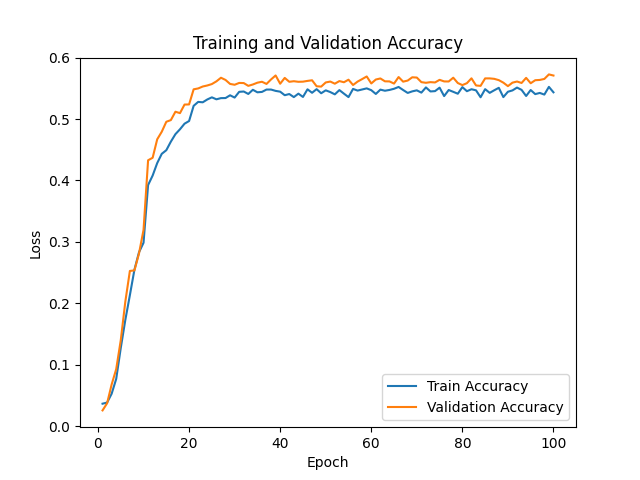 Training and Validation Accuracy
0.6
0.5
0.4
0.3
0.2
0.1
0.0
Loss
0 20 40 60 80 100
Epoch
Train Accuracy
Validation Accuracy